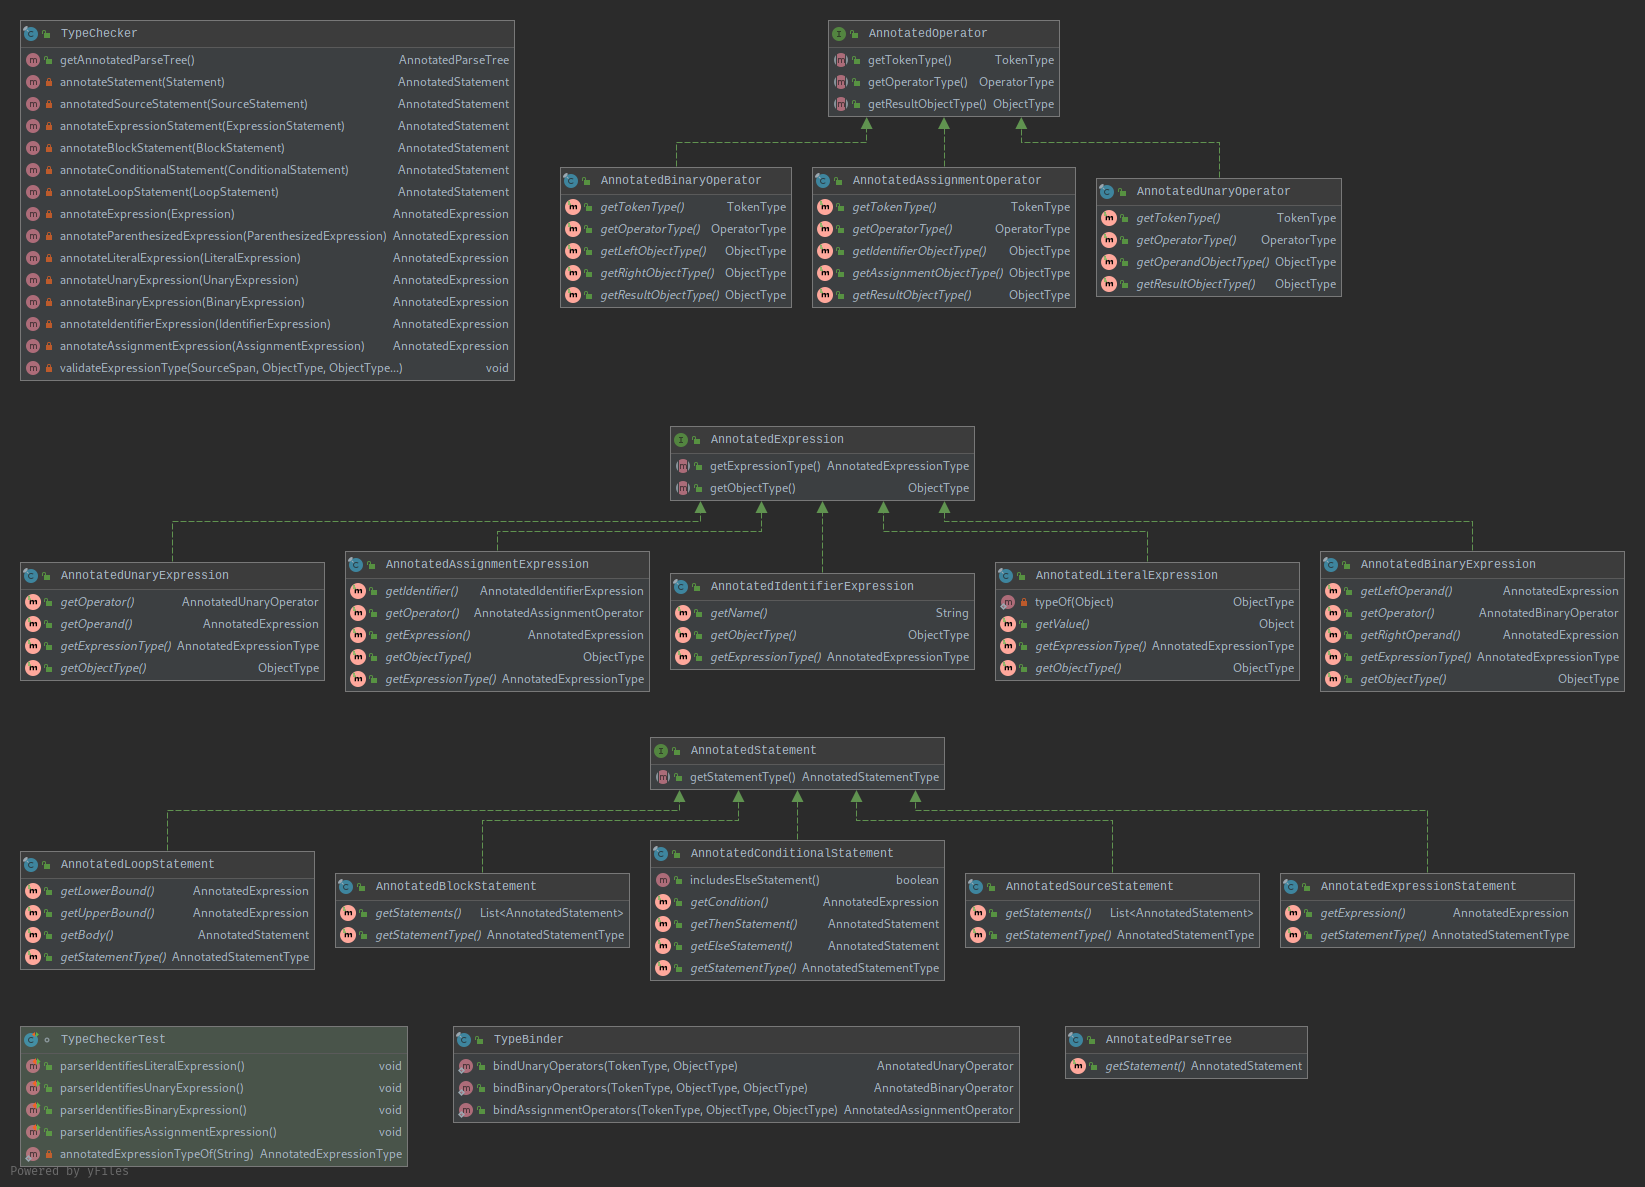 TypeChecker
getAnnotatedParseTree() AnnotatedParseTree
annotateStatement(Statement) AnnotatedStatement
annotatedSourceStatement(SourceStatement) AnnotatedStatement
annotateExpressionStatement(ExpressionStatement) AnnotatedStatement
annotateBlockStatement(BlockStatement) AnnotatedStatement
annotateConditionalStatement(ConditionalStatement) AnnotatedStatement
annotateLoopStatement(LoopStatement) AnnotatedStatement
annotateExpression(Expression) AnnotatedExpression
annotateParenthesizedExpression(ParenthesizedExpression) AnnotatedExpression
annotateLiteralExpression(LiteralExpression) AnnotatedExpression
annotateUnaryExpression(UnaryExpression) AnnotatedExpression
annotateBinaryExpression(BinaryExpression) AnnotatedExpression
annotateIdentifierExpression(IdentifierExpression) AnnotatedExpression
annotateAssignmentExpression(AssignmentExpression) AnnotatedExpression
validateExpressionType(SourceSpan, ObjectType, ObjectType...) void
AnnotatedOperator
getTokenType() TokenType
getOperatorType() OperatorType
getResultObjectType() ObjectType
AnnotatedBinaryOperator
getTokenType() TokenType
getOperatorType() OperatorType
getLeftObjectType() ObjectType
getRightObjectType() ObjectType
getResultObjectType() ObjectType
AnnotatedAssignmentOperator
getTokenType() TokenType
getOperatorType() OperatorType
getIdentifierObjectType() ObjectType
getAssignmentObjectType() ObjectType
getResultObjectType() ObjectType
AnnotatedUnaryOperator
getTokenType() TokenType
getOperatorType() OperatorType
getOperandObjectType() ObjectType
getResultObjectType() ObjectType
AnnotatedExpression
getExpressionType() AnnotatedExpressionType
getObjectType() ObjectType
AnnotatedUnaryExpression
getOperator() AnnotatedUnaryOperator
getOperand() AnnotatedExpression
getExpressionType() AnnotatedExpressionType
getObjectType() ObjectType
AnnotatedAssignmentExpression
getIdentifier() AnnotatedIdentifierExpression
getOperator() AnnotatedAssignmentOperator
getExpression() AnnotatedExpression
getObjectType() ObjectType
getExpressionType() AnnotatedExpressionType
AnnotatedIdentifierExpression
getName() String
getObjectType() ObjectType
getExpressionType() AnnotatedExpressionType
AnnotatedLiteralExpression
typeOf(Object) ObjectType
getValue() Object
getExpressionType() AnnotatedExpressionType
getObjectType() ObjectType
AnnotatedBinaryExpression
getLeftOperand() AnnotatedExpression
getOperator() AnnotatedBinaryOperator
getRightOperand() AnnotatedExpression
getExpressionType() AnnotatedExpressionType
getObjectType() ObjectType
AnnotatedStatement
getStatementType() AnnotatedStatementType
AnnotatedLoopStatement
getLowerBound() AnnotatedExpression
getUpperBound() AnnotatedExpression
getBody() AnnotatedStatement
getStatementType() AnnotatedStatementType
AnnotatedBlockStatement
getStatements() List<AnnotatedStatement>
getStatementType() AnnotatedStatementType
AnnotatedConditionalStatement
includesElseStatement() boolean
getCondition() AnnotatedExpression
getThenStatement() AnnotatedStatement
getElseStatement() AnnotatedStatement
getStatementType() AnnotatedStatementType
AnnotatedSourceStatement
getStatements() List<AnnotatedStatement>
getStatementType() AnnotatedStatementType
AnnotatedExpressionStatement
getExpression() AnnotatedExpression
getStatementType() AnnotatedStatementType
TypeCheckerTest
parserIdentifiesLiteralExpression() void
parserIdentifiesUnaryExpression() void
parserIdentifiesBinaryExpression() void
parserIdentifiesAssignmentExpression() void
annotatedExpressionTypeOf(String) AnnotatedExpressionType
TypeBinder
bindUnaryOperators(TokenType, ObjectType) AnnotatedUnaryOperator
bindBinaryOperators(TokenType, ObjectType, ObjectType) AnnotatedBinaryOperator
bindAssignmentOperators(TokenType, ObjectType, ObjectType) AnnotatedAssignmentOperator
AnnotatedParseTree
getStatement() AnnotatedStatement
Powered by yFiles